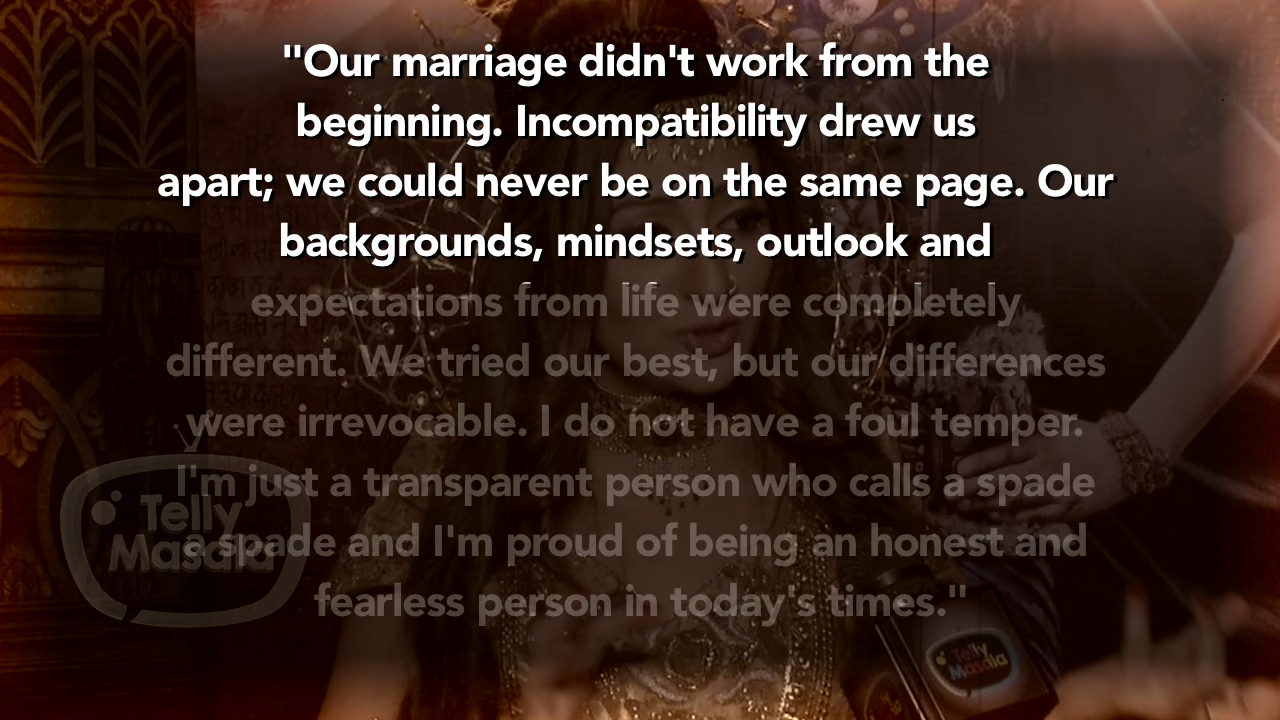 "Our marriage didn't work from the
beginning. Incompatibility drew us
apart; we could never be on the same page. Our
backgrounds, mindsets, outlook and
expectations from life were completely
different. We tried our best, but our differences
were irrevocable. I do not have a foul temper.
I'm just a transparent person who calls a spade
a spade and I'm proud of being an honest and
fearless person in today's times."
Telly
Masala
Telly
Masala